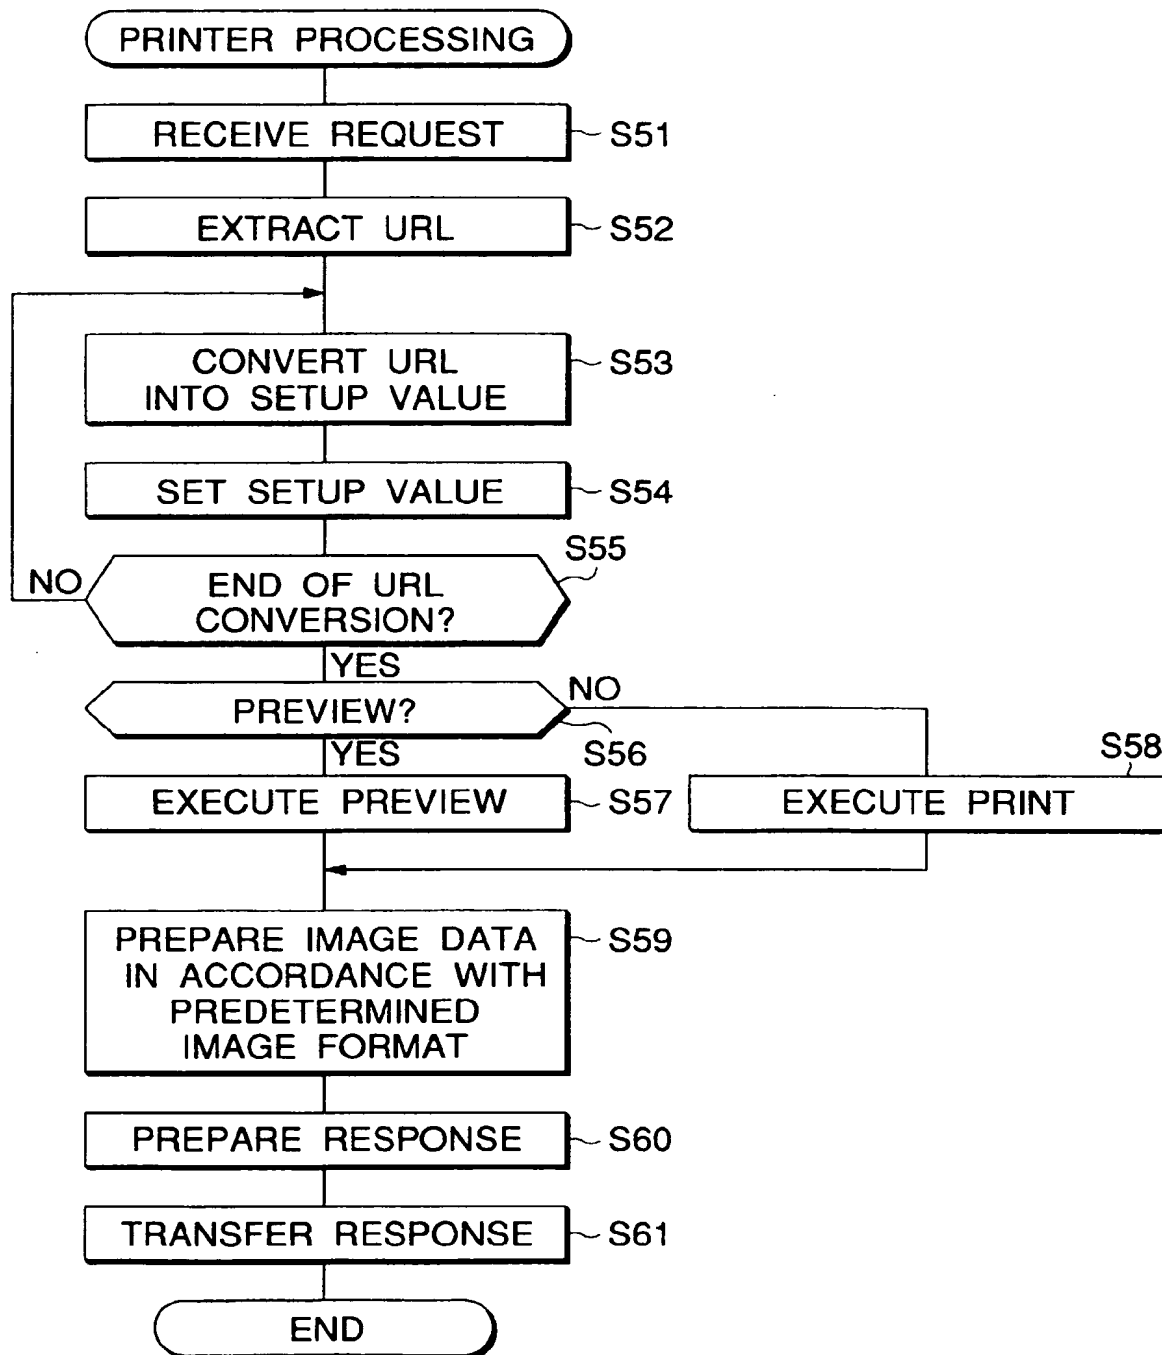 PRINTER PROCESSING
RECEIVE REQUEST
S51
EXTRACT URL
S52
CONVERT URL
INTO SETUP VALUE
S53
SET SETUP VALUE
S54
S55
NO
END OF URL
CONVERSION?
YES
PREVIEW?
NO
S56
YES
S58
EXECUTE PREVIEW
S57
EXECUTE PRINT
PREPARE IMAGE DATA
IN ACCORDANCE WITH
PREDETERMINED
IMAGE FORMAT
S59
PREPARE RESPONSE
S60
TRANSFER RESPONSE
S61
END